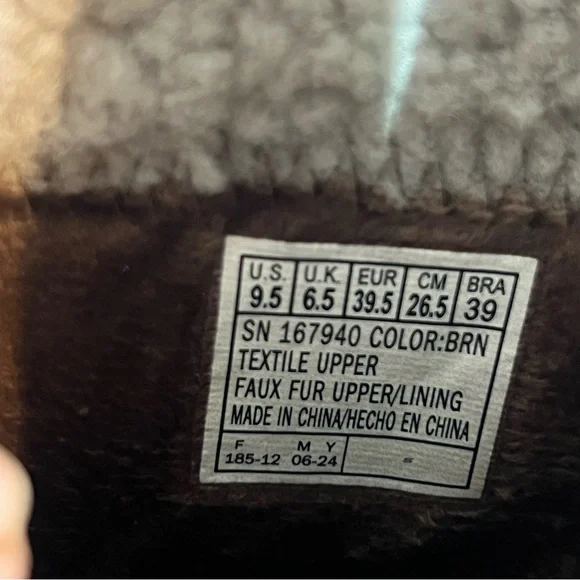 U.S. U.K. EUR CM BRA
9.5 6.5 39.5 26.5 39
SN 167940 COLOR:BRN
TEXTILE UPPER
FAUX FUR UPPER/LINING
MADE IN CHINA/HECHO EN CHINA
F M Y
185-12 06-24